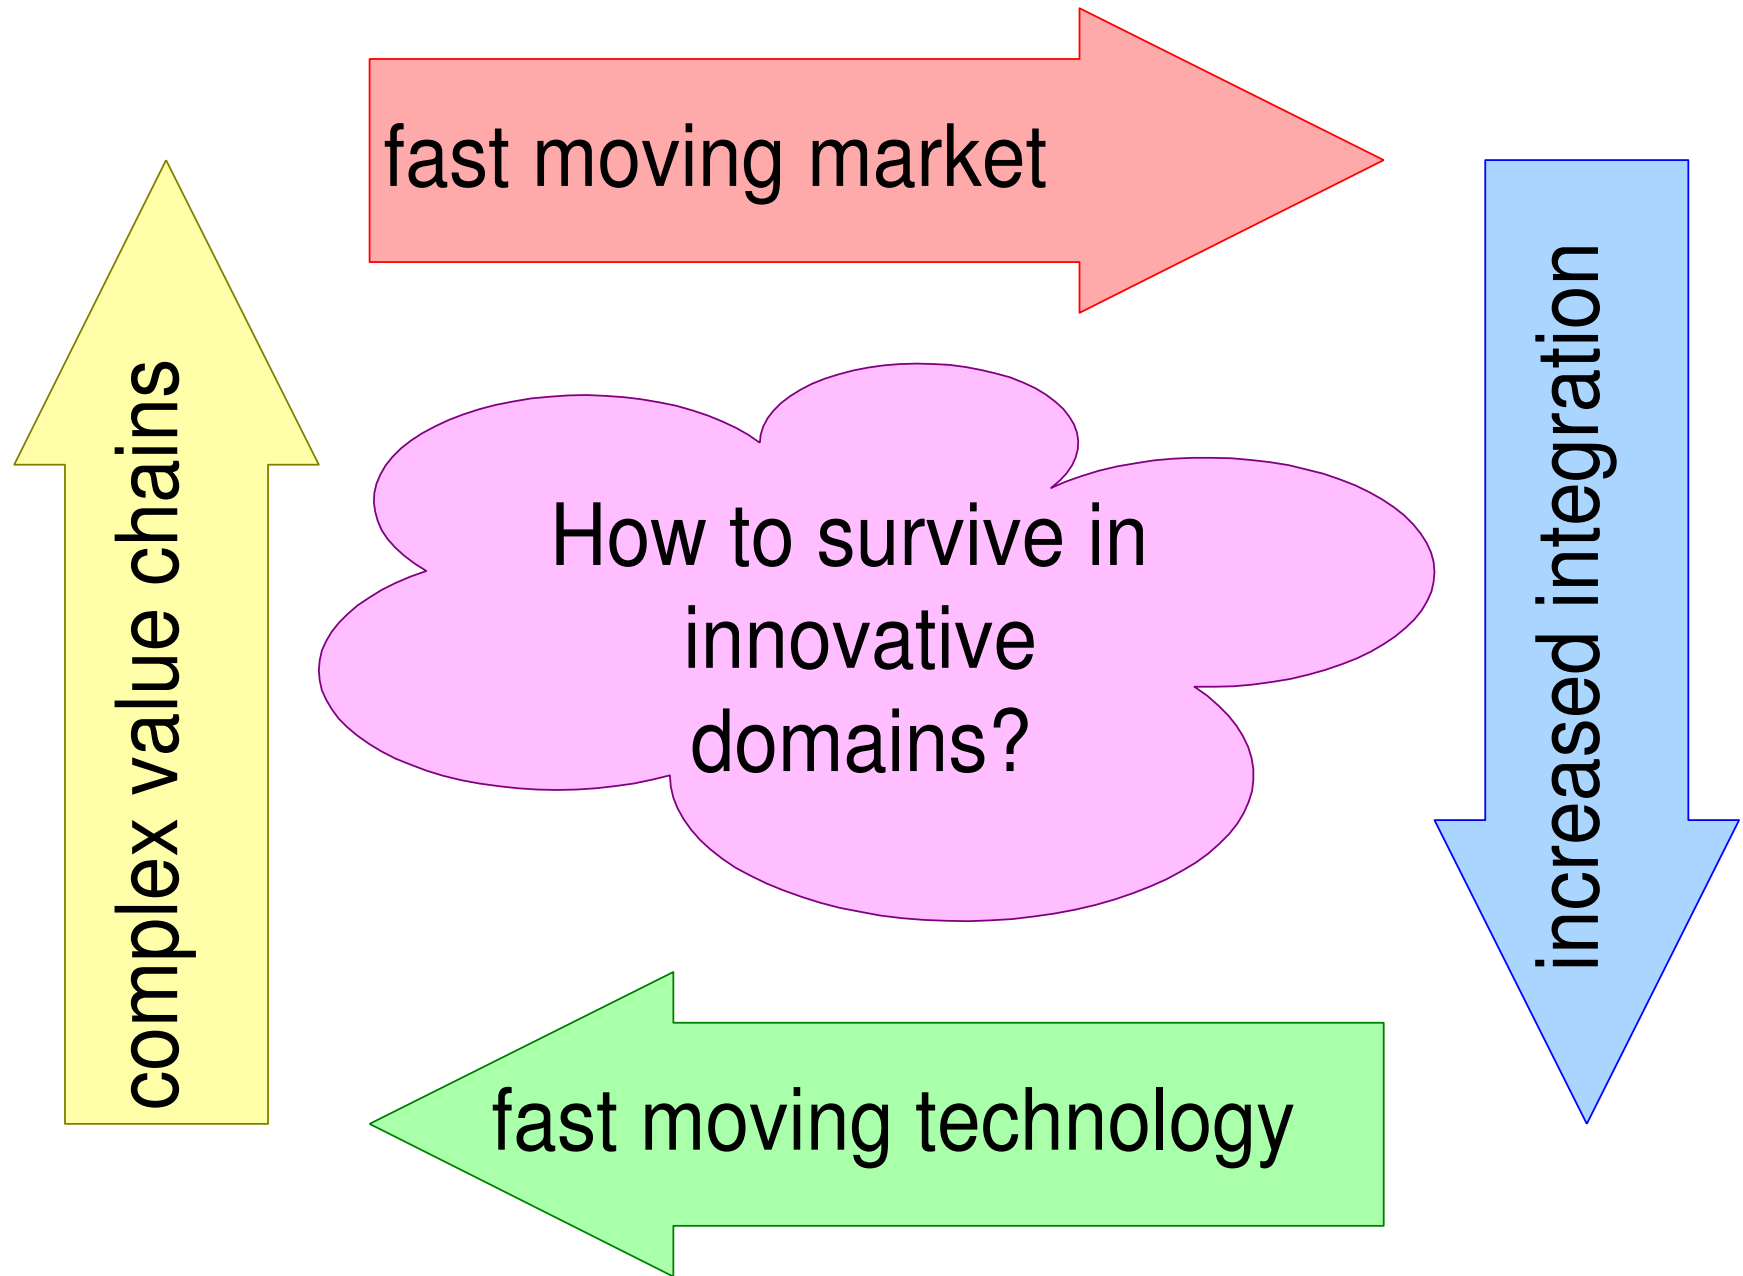 fast moving market
complex value chains
How to survive in
innovative
domains?
increased integration
fast moving technology